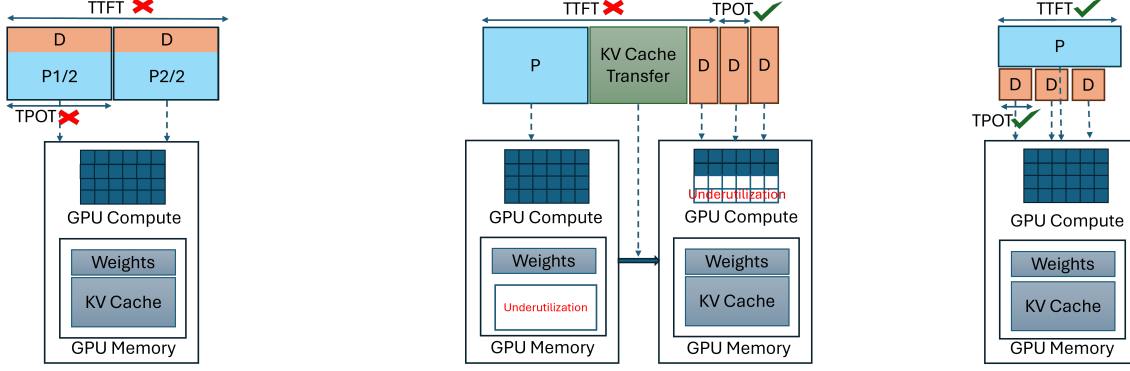 TTFT
D
D
P1/2
P2/2
TPOT
GPU Compute
Weights
KV Cache
GPU Memory
TTFT
TPOT
P
KV Cache
Transfer
D
D
D
GPU Compute
Weights
Underutilization
GPU Memory
Underutilization
GPU Compute
Weights
KV Cache
GPU Memory
TTFT
P
D
D
D
TPOT
GPU Compute
Weights
KV Cache
GPU Memory